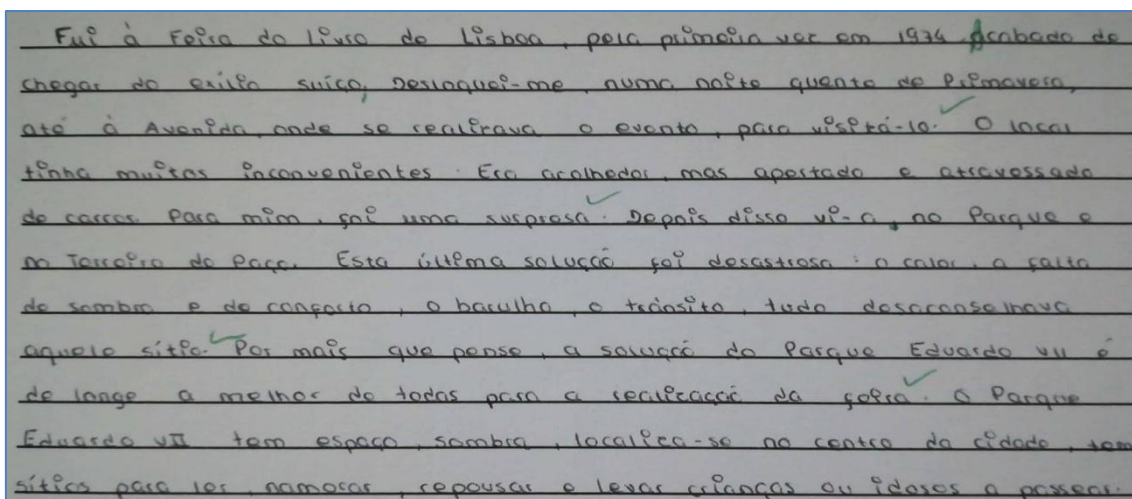 Fui à Feira do Livro de Lisboa, pela primeira vez em 1974. Acabado de
chegar do exílio suiço, Desloquei-me, numa noite quente de Primavera,
até à Avenida, onde se realizava o evento, para visitá-lo. O local
tinha muitos inconvenientes. Era acolhedor, mas apertado e atravessado
de carros. Para mim, foi uma surpresa. Depois disso vi-a, no Parque e
no Terreiro do Paço. Esta última solução foi desastrosa: o calor, a falta
de sombra e de conforto, o barulho, o trânsito, tudo desaconselhava
aquele sítio. Por mais que pense, a solução do Parque Eduardo VII é
de longe a melhor de todas para a realização da feira. O Parque
Eduardo VII tem espaço, sombra, localiza-se no centro da cidade, tem
sítios para ler, namorar, repousar e levar crianças ou idosos a passear.